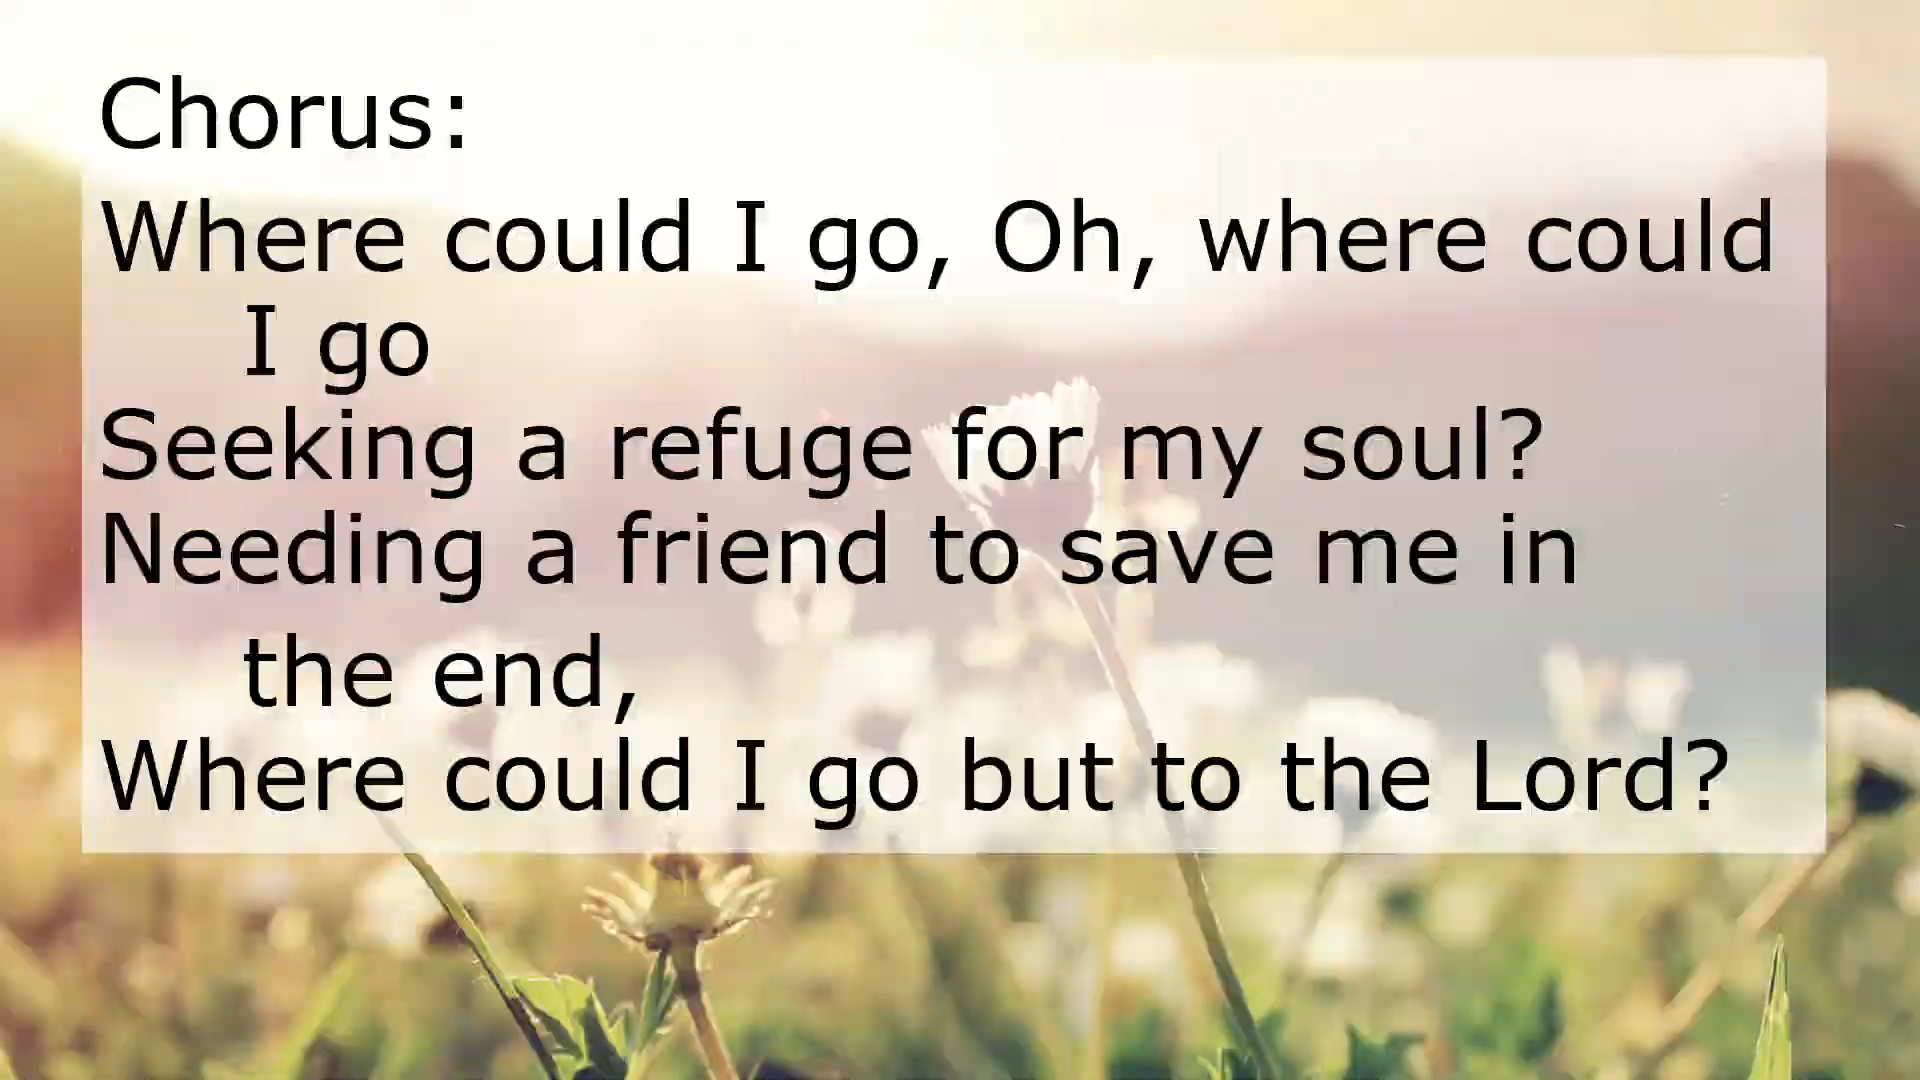 Chorus:
Where could I go, Oh, where could
I go
Seeking a refuge for my soul?
Needing a friend to save me in
the end,
Where could I go but to the Lord?